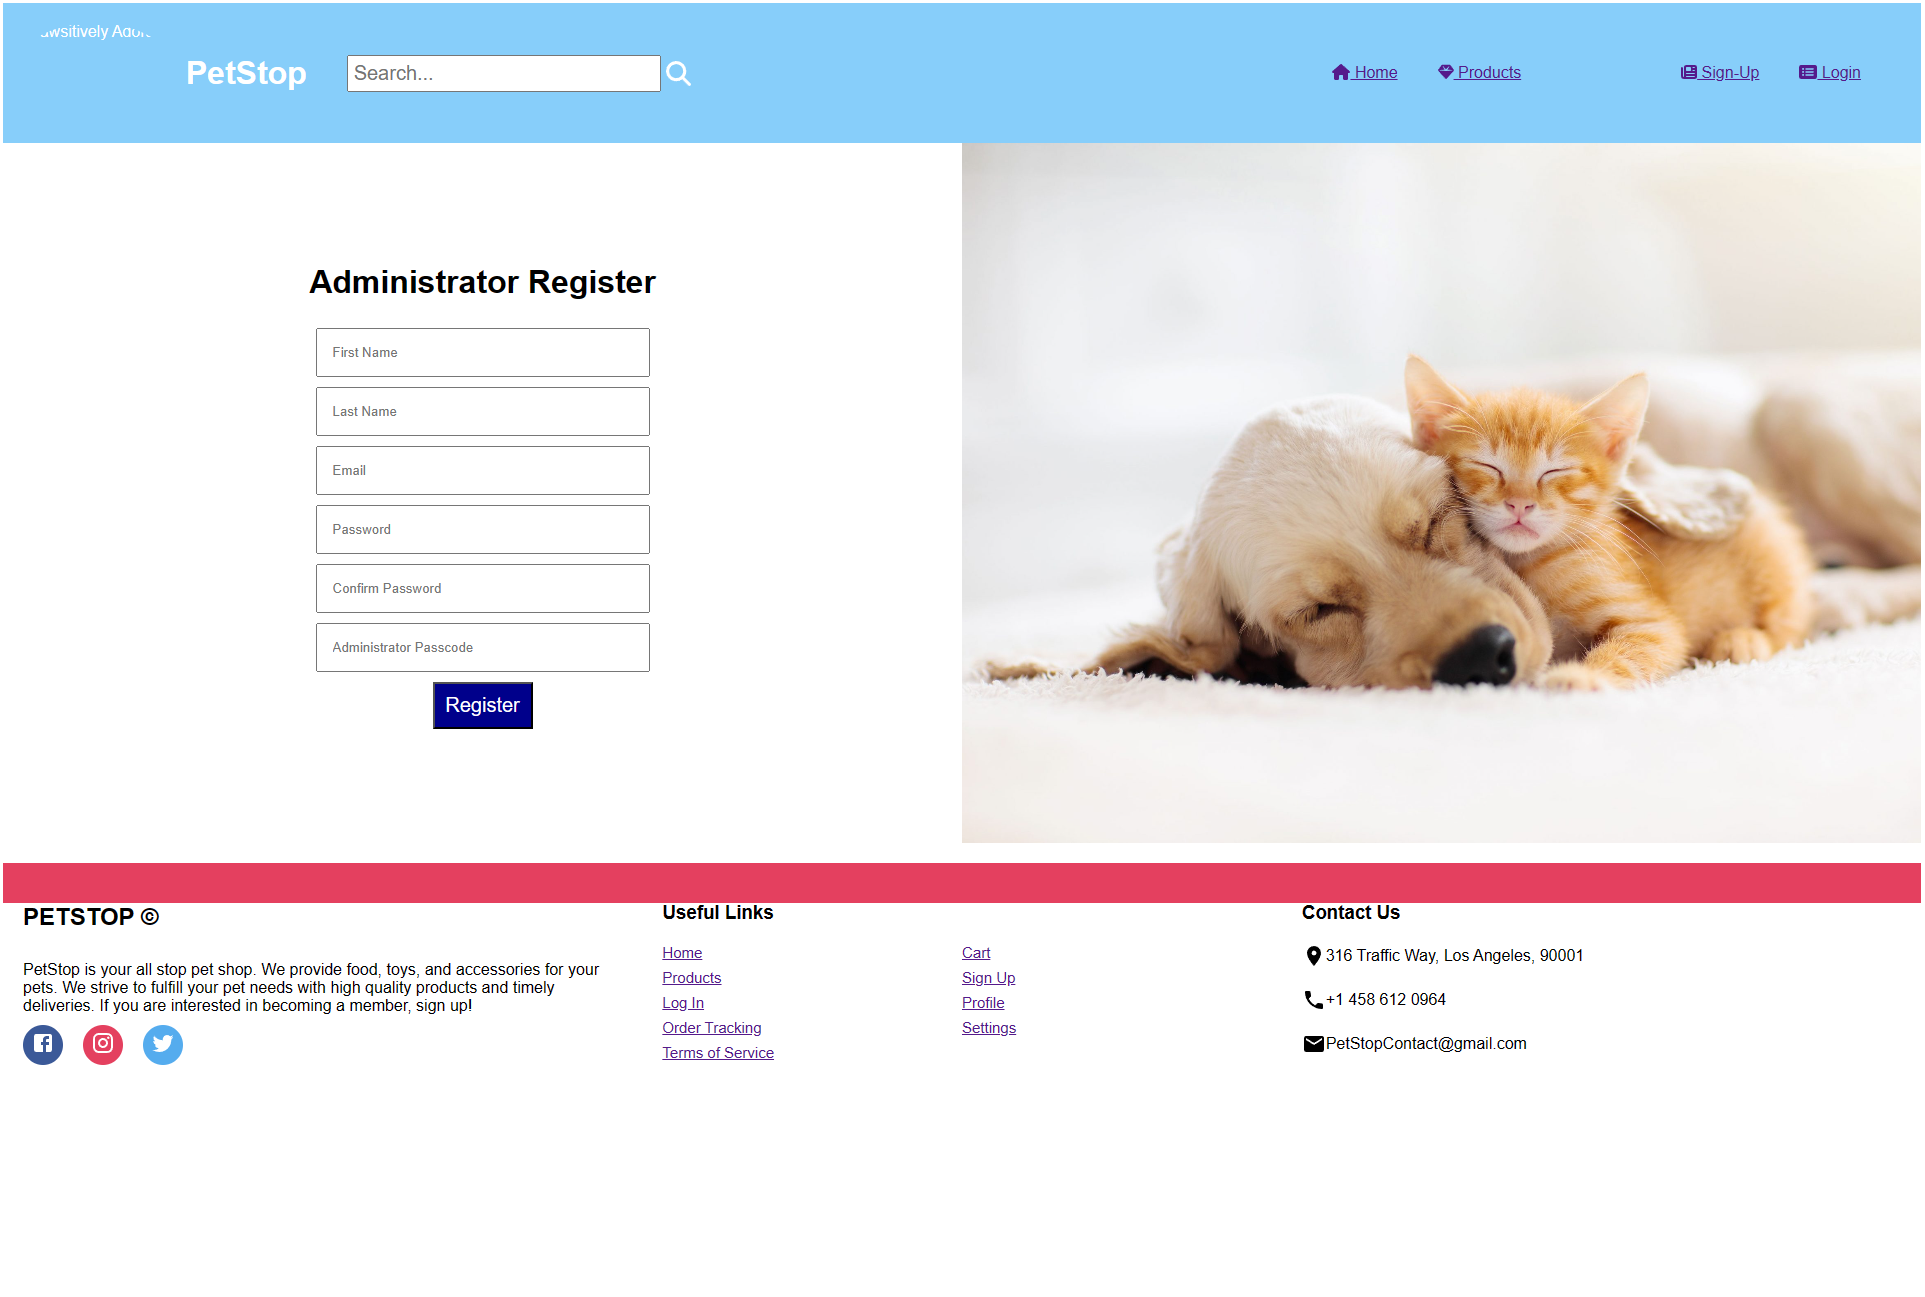 PetStop
Search...
Home
Products
Sign-Up
Login
Administrator Register
First Name
Last Name
Email
Password
Confirm Password
Administrator Passcode
Register
PETSTOP ©
PetStop is your all stop pet shop. We provide food, toys, and accessories for your
pets. We strive to fulfill your pet needs with high quality products and timely
deliveries. If you are interested in becoming a member, sign up!
Useful Links
Home
Products
Log In
Order Tracking
Terms of Service
Cart
Sign Up
Profile
Settings
Contact Us
316 Traffic Way, Los Angeles, 90001
+1 458 612 0964
PetStopContact@gmail.com